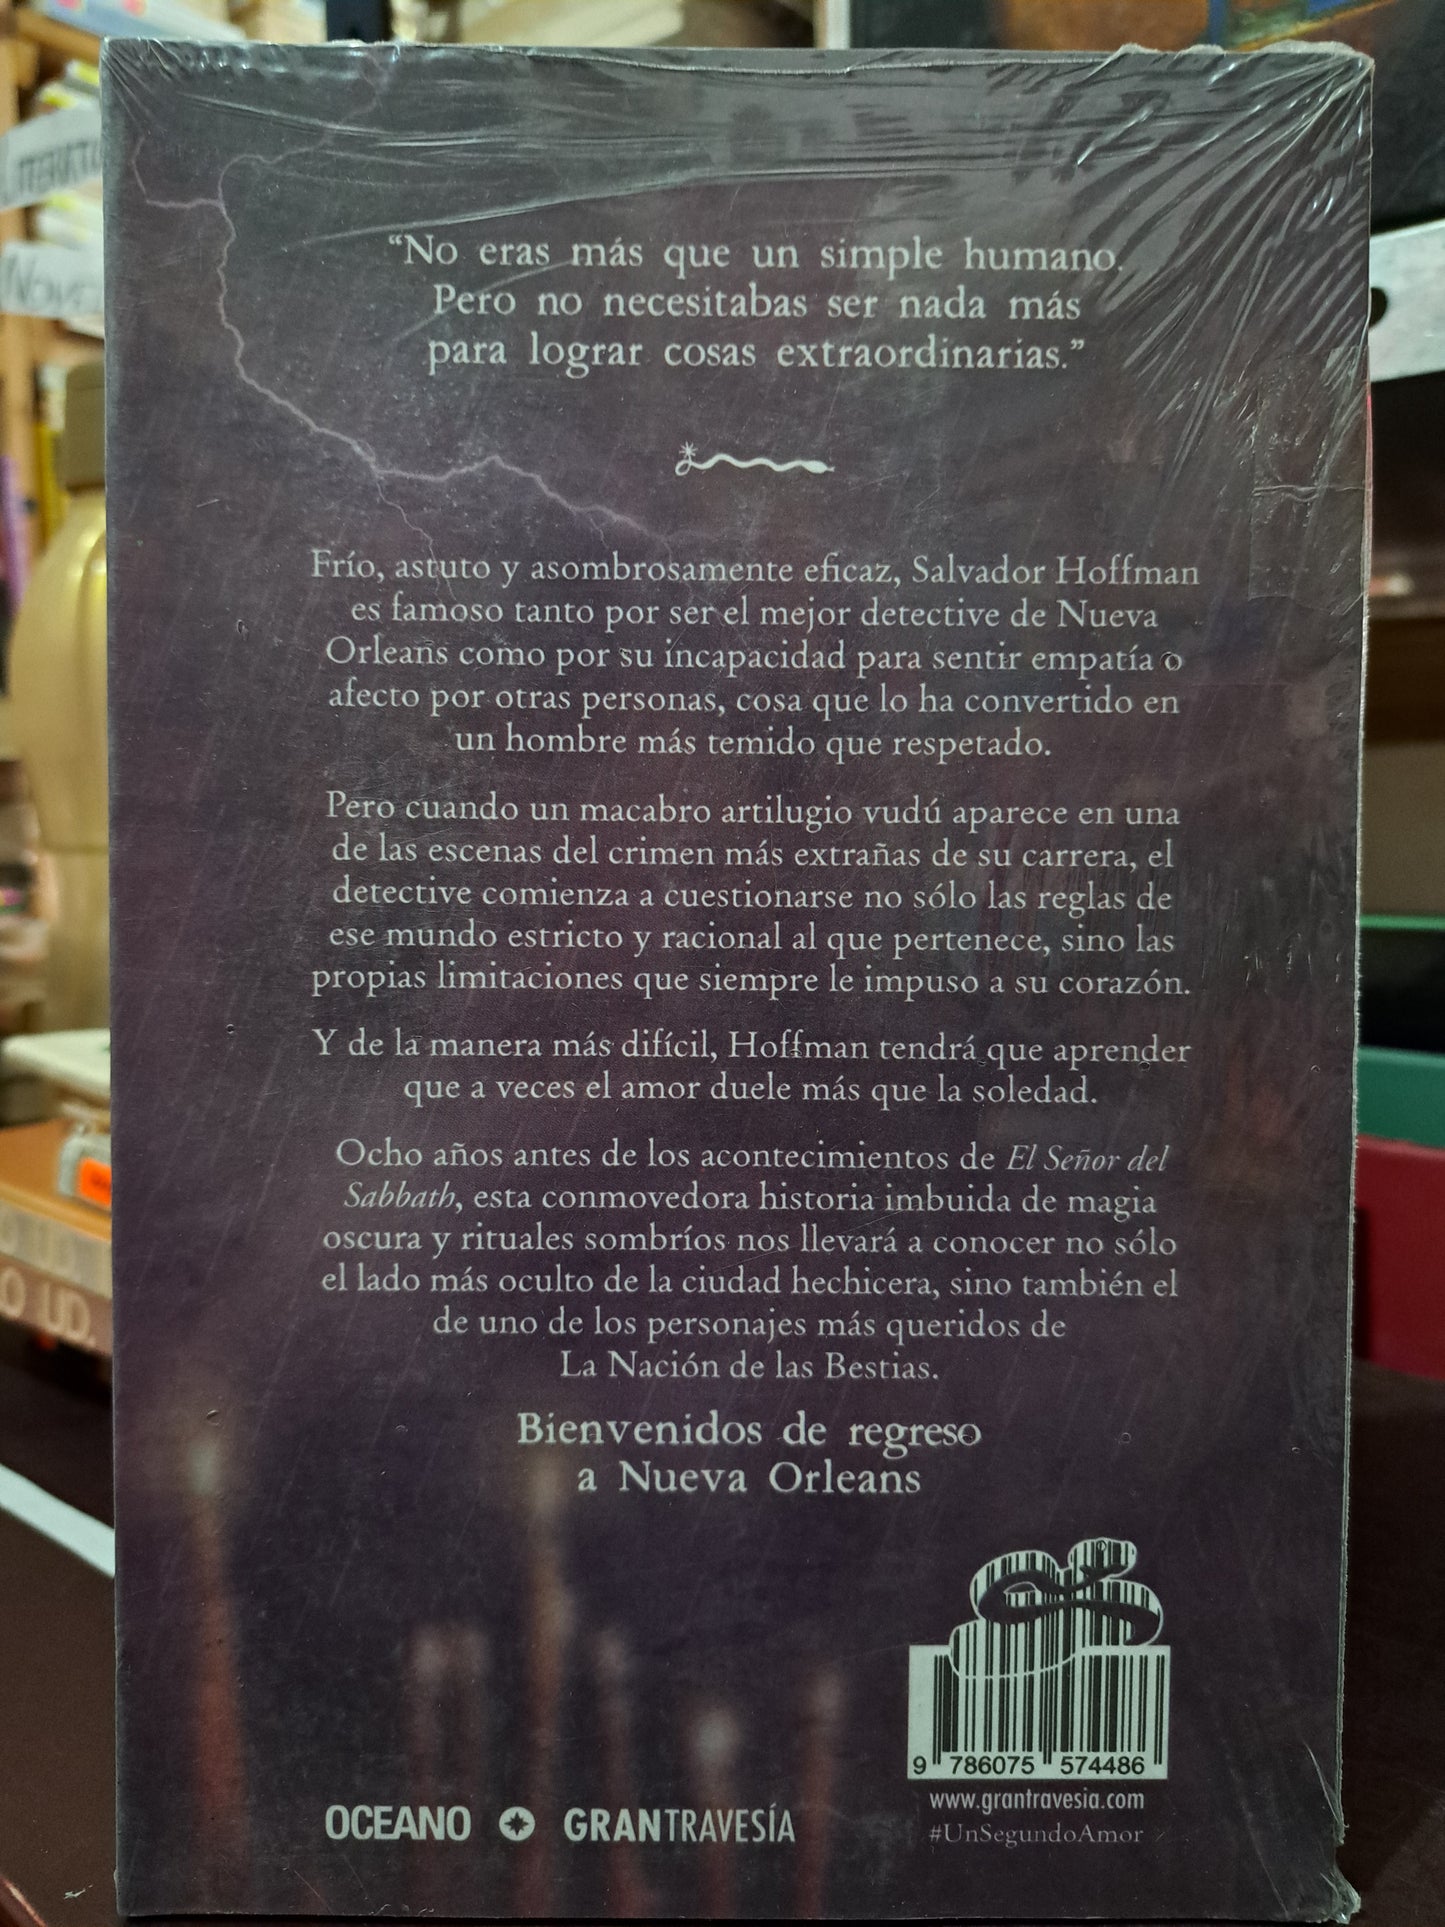 “No eras más que un simple humano.
Pero no necesitabas ser nada más
para lograr cosas extraordinarias.”
Frío, astuto y asombrosamente eficaz, Salvador Hoffman
es famoso tanto por ser el mejor detective de Nueva
Orleans como por su incapacidad para sentir empatía o
afecto por otras personas, cosa que lo ha convertido en
un hombre más temido que respetado.
Pero cuando un macabro artilugio vudú aparece en una
de las escenas del crimen más extrañas de su carrera, el
detective comienza a cuestionarse no sólo las reglas de
ese mundo estricto y racional al que pertenece, sino las
propias limitaciones que siempre le impuso a su corazón.
Y de la manera más difícil, Hoffman tendrá que aprender
que a veces el amor duele más que la soledad.
Ocho años antes de los acontecimientos de El Señor del
Sabbath, esta conmovedora historia imbuida de magia
oscura y rituales sombríos nos llevará a conocer no sólo
el lado más oculto de la ciudad hechicera, sino también el
de uno de los personajes más queridos de
La Nación de las Bestias.
Bienvenidos de regreso
a Nueva Orleans
9 786075 574486
www.grantravesia.com
#UnSegundoAmor
OCEANO GRANTRAVESÍA